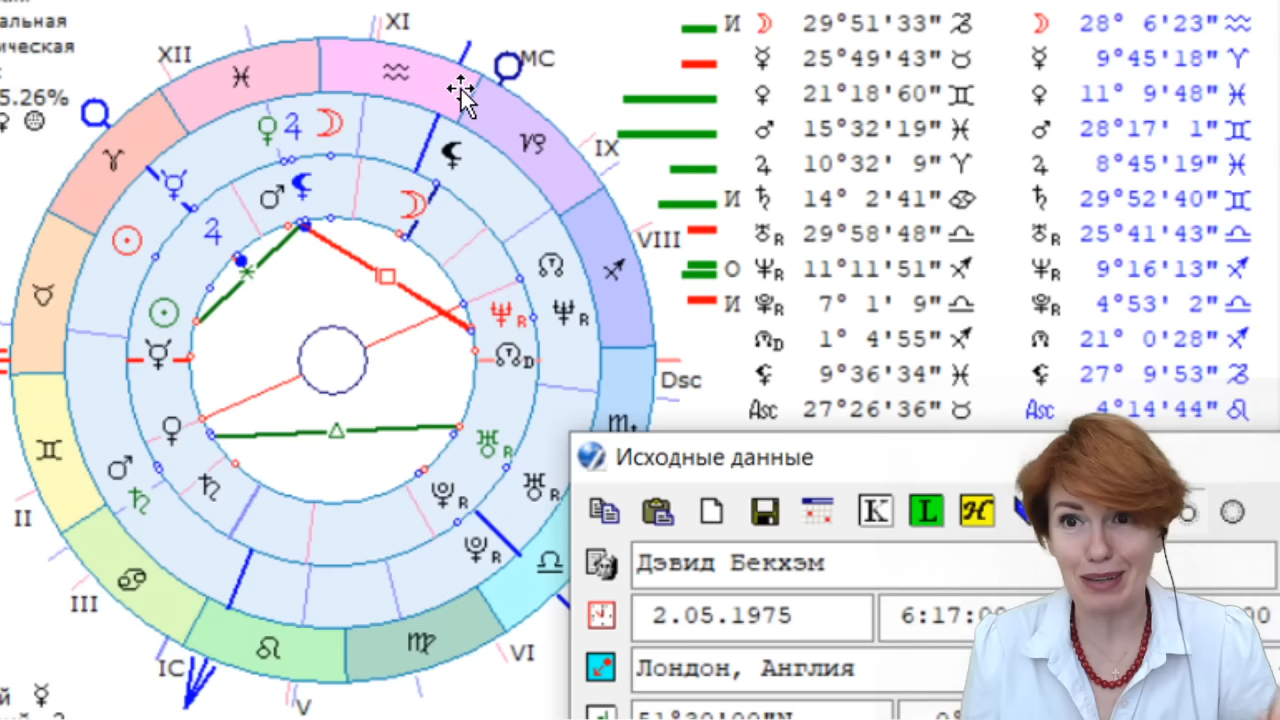 альная
ическая
5.26%
XI
XII
MC
IX
VIII
Dsc
II
III
IC
V
VI
R
R
D
R
R
R
R
И ☽ 29°51'33"♑ ☽ 28° 6'23"♒
☿ 25°49'43"♉ ☿ 9°45'18"♈
♀ 21°18'60"♊ ♀ 11° 9'48"♓
♂ 15°32'19"♓ ♂ 28°17' 1"♊
♃ 10°32' 9"♈ ♃ 8°45'19"♓
И ♄ 14° 2'41"♋ ♄ 29°52'40"♊
♅R 29°58'48"♎ ♅R 25°41'43"♎
О ♆R 11°11'51"♐ ♆R 9°16'13"♐
И R 7° 1' 9"♎ R 4°53' 2"♎
☊D 1° 4'55"♐ ☊ 21° 0'28"♐
⚸ 9°36'34"♓ ⚸ 27° 9'53"♑
Asc 27°26'36"♉ Asc 4°14'44"♌
Исходные данные
K L H
Дэвид Бекхэм
2.05.1975 6:17:00
Лондон, Англия
й ☿